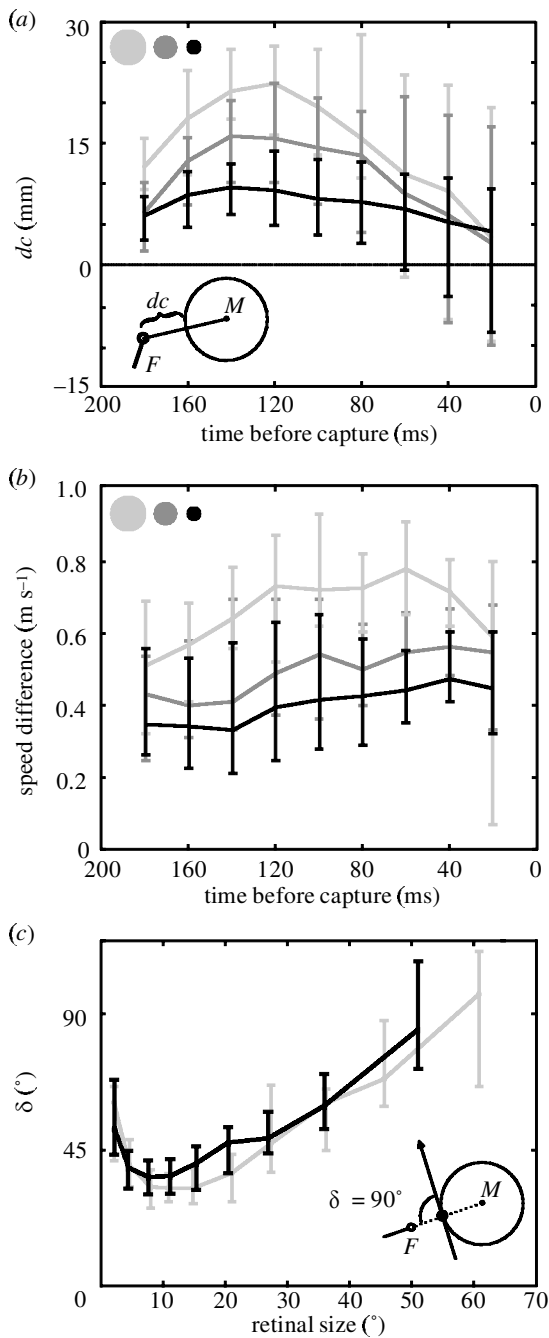 (a)
30
15
0
−15
dc (mm)
dc
M
F
200 160 120 80 40 0
time before capture (ms)
(b)
1.0
0.8
0.6
0.4
0.2
0
speed difference (m s⁻¹)
200 160 120 80 40 0
time before capture (ms)
(c)
90
45
0
δ (°)
δ = 90°
M
F
10 20 30 40 50 60 70
retinal size (°)